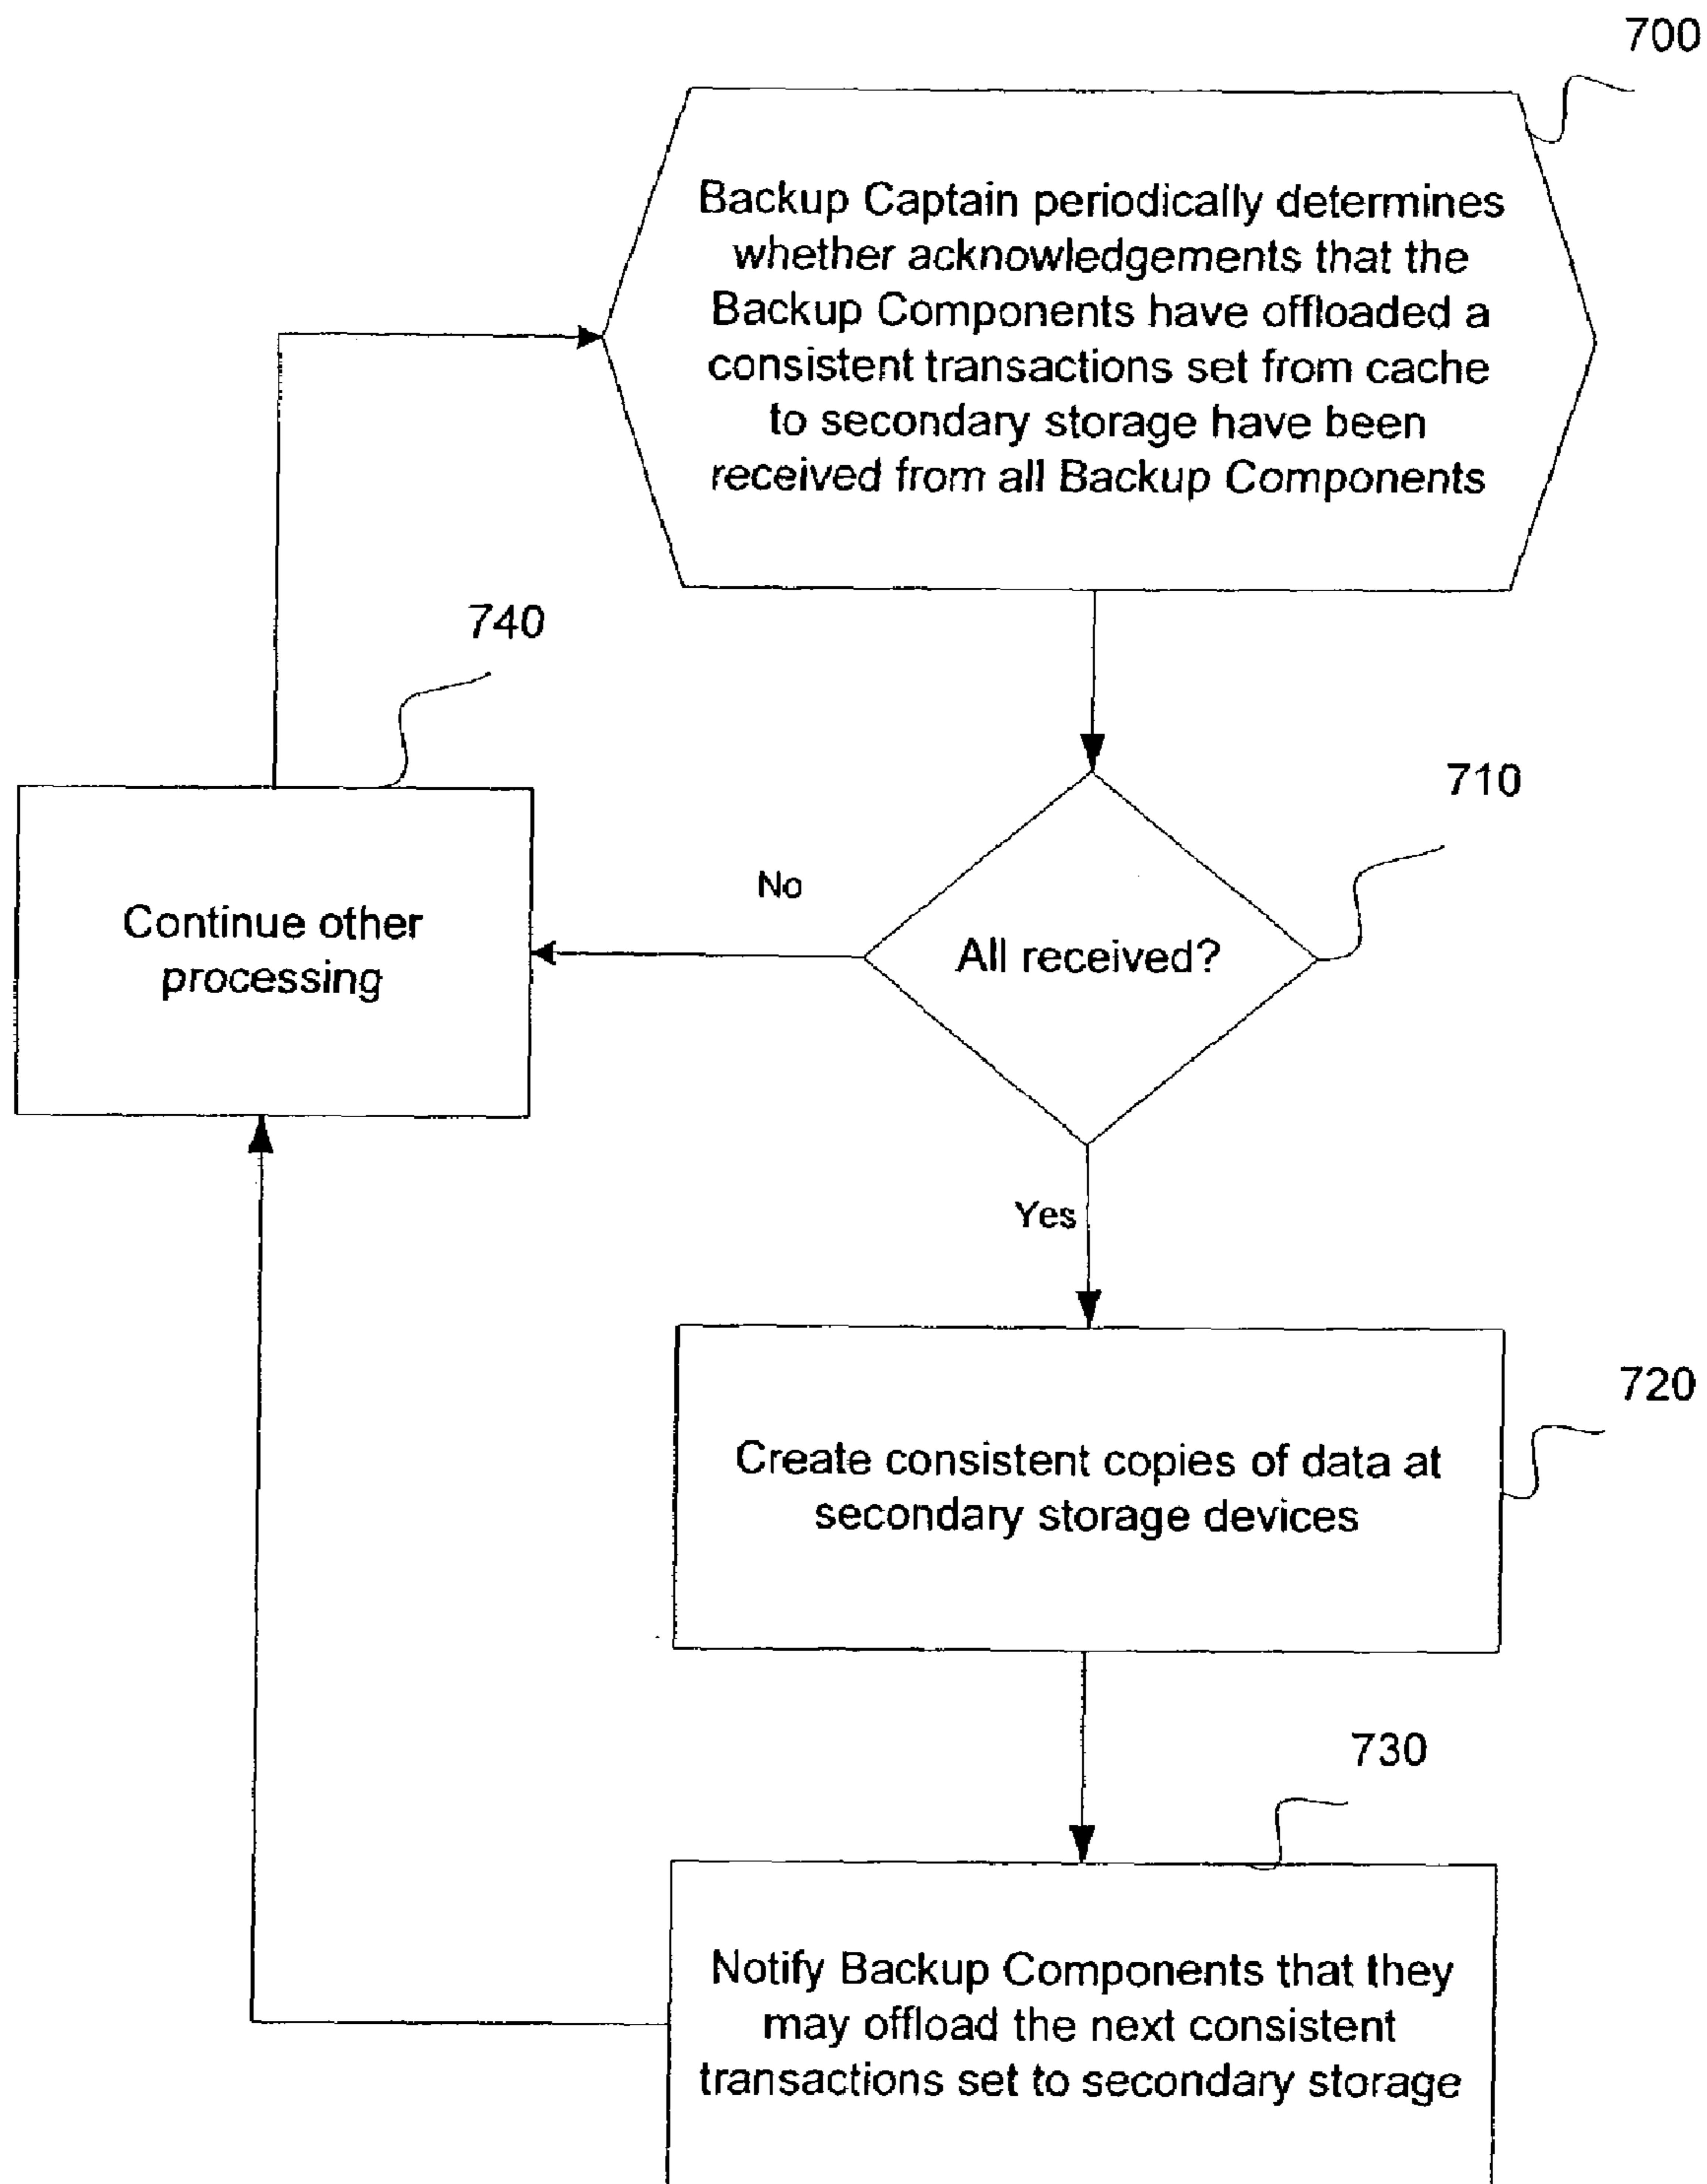 700
Backup Captain periodically determines
whether acknowledgements that the
Backup Components have offloaded a
consistent transactions set from cache
to secondary storage have been
received from all Backup Components
740
710
No
Continue other
processing
All received?
Yes
720
Create consistent copies of data at
secondary storage devices
730
Notify Backup Components that they
may offload the next consistent
transactions set to secondary storage